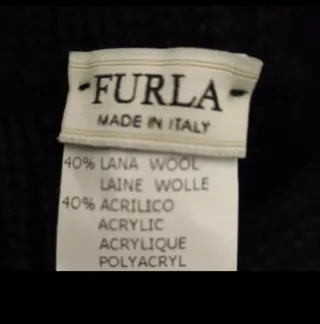 FURLA
MADE IN ITALY
40% LANA WOOL
LAINE WOLLE
40% ACRILICO
ACRYLIC
ACRYLIQUE
POLYACRYL